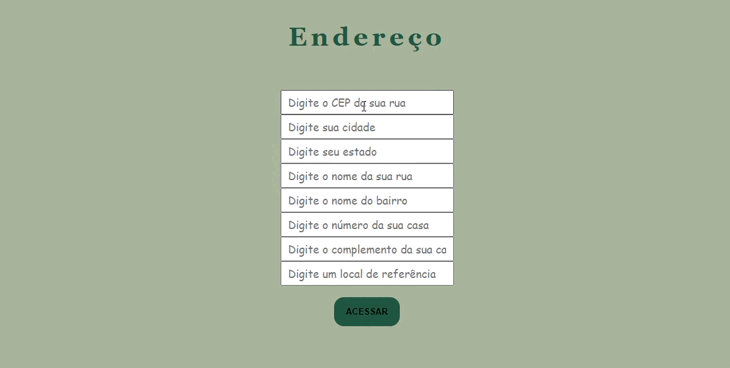 Endereço
Digite o CEP da sua rua
Digite sua cidade
Digite seu estado
Digite o nome da sua rua
Digite o nome do bairro
Digite o número da sua casa
Digite o complemento da sua ca
Digite um local de referência
ACESSAR